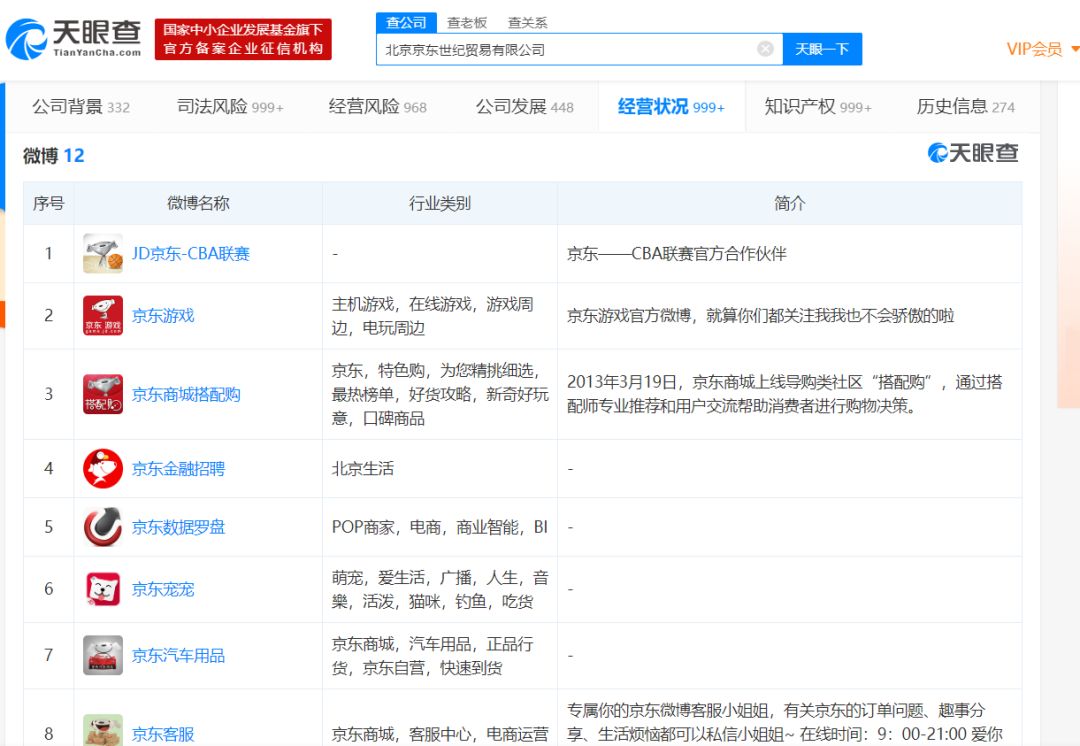 天眼查
TianYanCha.com
国家中小企业发展基金旗下
官方备案企业征信机构
查公司 查老板 查关系
北京京东世纪贸易有限公司
天眼一下
VIP会员
公司背景 332 司法风险 999+ 经营风险 968 公司发展 448 经营状况 999+ 知识产权 999+ 历史信息 274
微博 12
天眼查
序号 微博名称 行业类别 简介
1 JD京东-CBA联赛 - 京东——CBA联赛官方合作伙伴
2 京东游戏 主机游戏，在线游戏，游戏周
边，电玩周边
京东游戏官方微博，就算你们都关注我我也不会骄傲的啦
3 京东商城搭配购 京东，特色购，为您精挑细选，
最热榜单，好货攻略，新奇好玩
意，口碑商品
2013年3月19日，京东商城上线导购类社区“搭配购”，通过搭
配师专业推荐和用户交流帮助消费者进行购物决策。
4 京东金融招聘 北京生活 -
5 京东数据罗盘 POP商家，电商，商业智能，BI -
6 京东宠宠 萌宠，爱生活，广播，人生，音
樂，活泼，猫咪，钓鱼，吃货
-
7 京东汽车用品 京东商城，汽车用品，正品行
货，京东自营，快速到货
-
8 京东客服 京东商城，客服中心，电商运营
专属你的京东微博客服小姐姐，有关京东的订单问题、趣事分
享、生活烦恼都可以私信小姐姐~ 在线时间：9：00-21:00 爱你
京东 游戏
搭配购